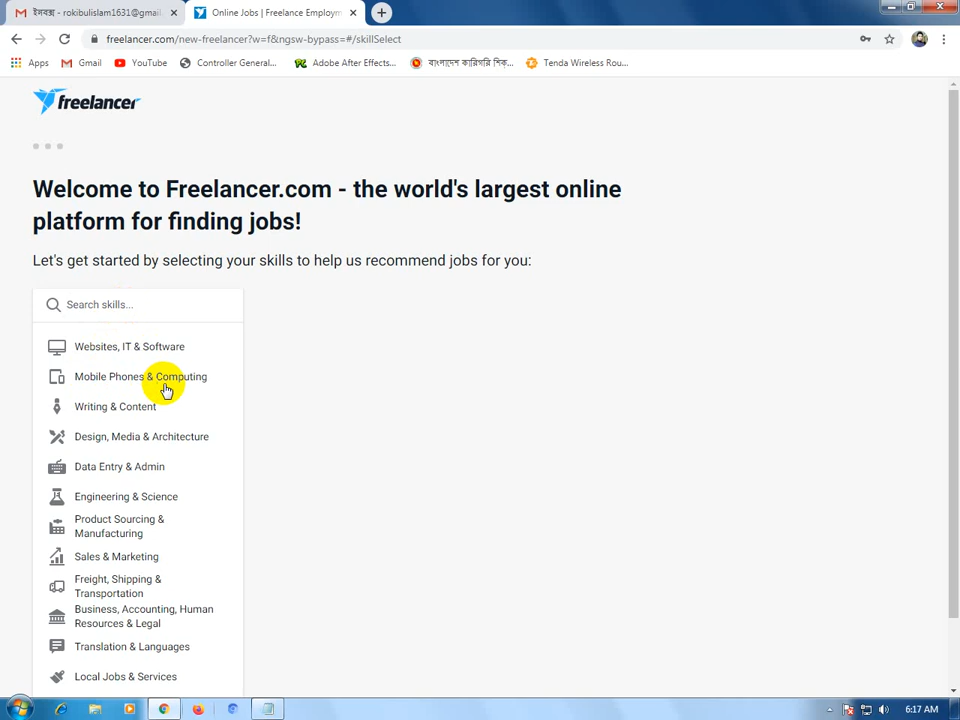 ইনবক্স - rokibulislam1631@gmail.
Online Jobs | Freelance Employm
freelancer.com/new-freelancer?w=f&ngsw-bypass=#/skillSelect
Apps
Gmail
YouTube
Controller General...
Adobe After Effects...
বাংলাদেশ কারিগরি শিক...
Tenda Wireless Rou...
freelancer
Welcome to Freelancer.com - the world's largest online
platform for finding jobs!
Let's get started by selecting your skills to help us recommend jobs for you:
Search skills...
Websites, IT & Software
Mobile Phones & Computing
Writing & Content
Design, Media & Architecture
Data Entry & Admin
Engineering & Science
Product Sourcing &
Manufacturing
Sales & Marketing
Freight, Shipping &
Transportation
Business, Accounting, Human
Resources & Legal
Translation & Languages
Local Jobs & Services
6:17 AM